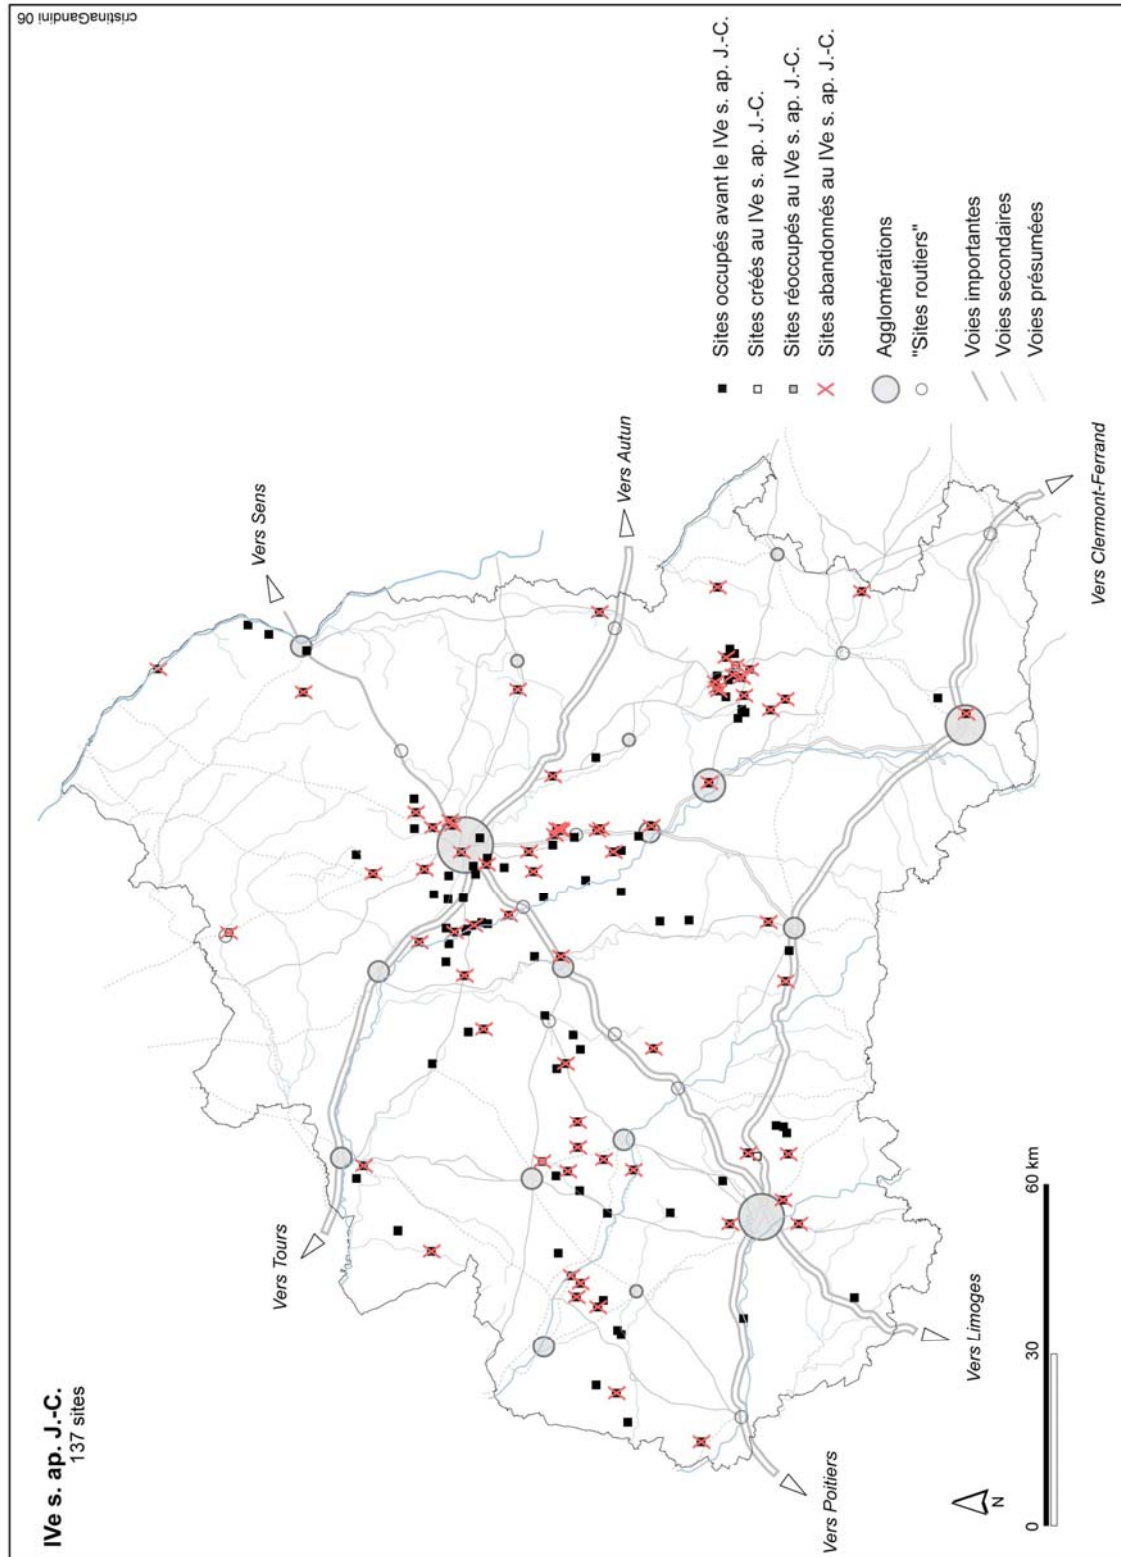 IVe s. ap. J.-C.
137 sites
cristinaGandini 06
Vers Tours
Vers Sens
Vers Autun
Vers Poitiers
Vers Limoges
Vers Clermont-Ferrand
N
0 30 60 km
Sites occupés avant le IVe s. ap. J.-C.
Sites créés au IVe s. ap. J.-C.
Sites réoccupés au IVe s. ap. J.-C.
Sites abandonnés au IVe s. ap. J.-C.
Agglomérations
"Sites routiers"
Voies importantes
Voies secondaires
Voies présumées